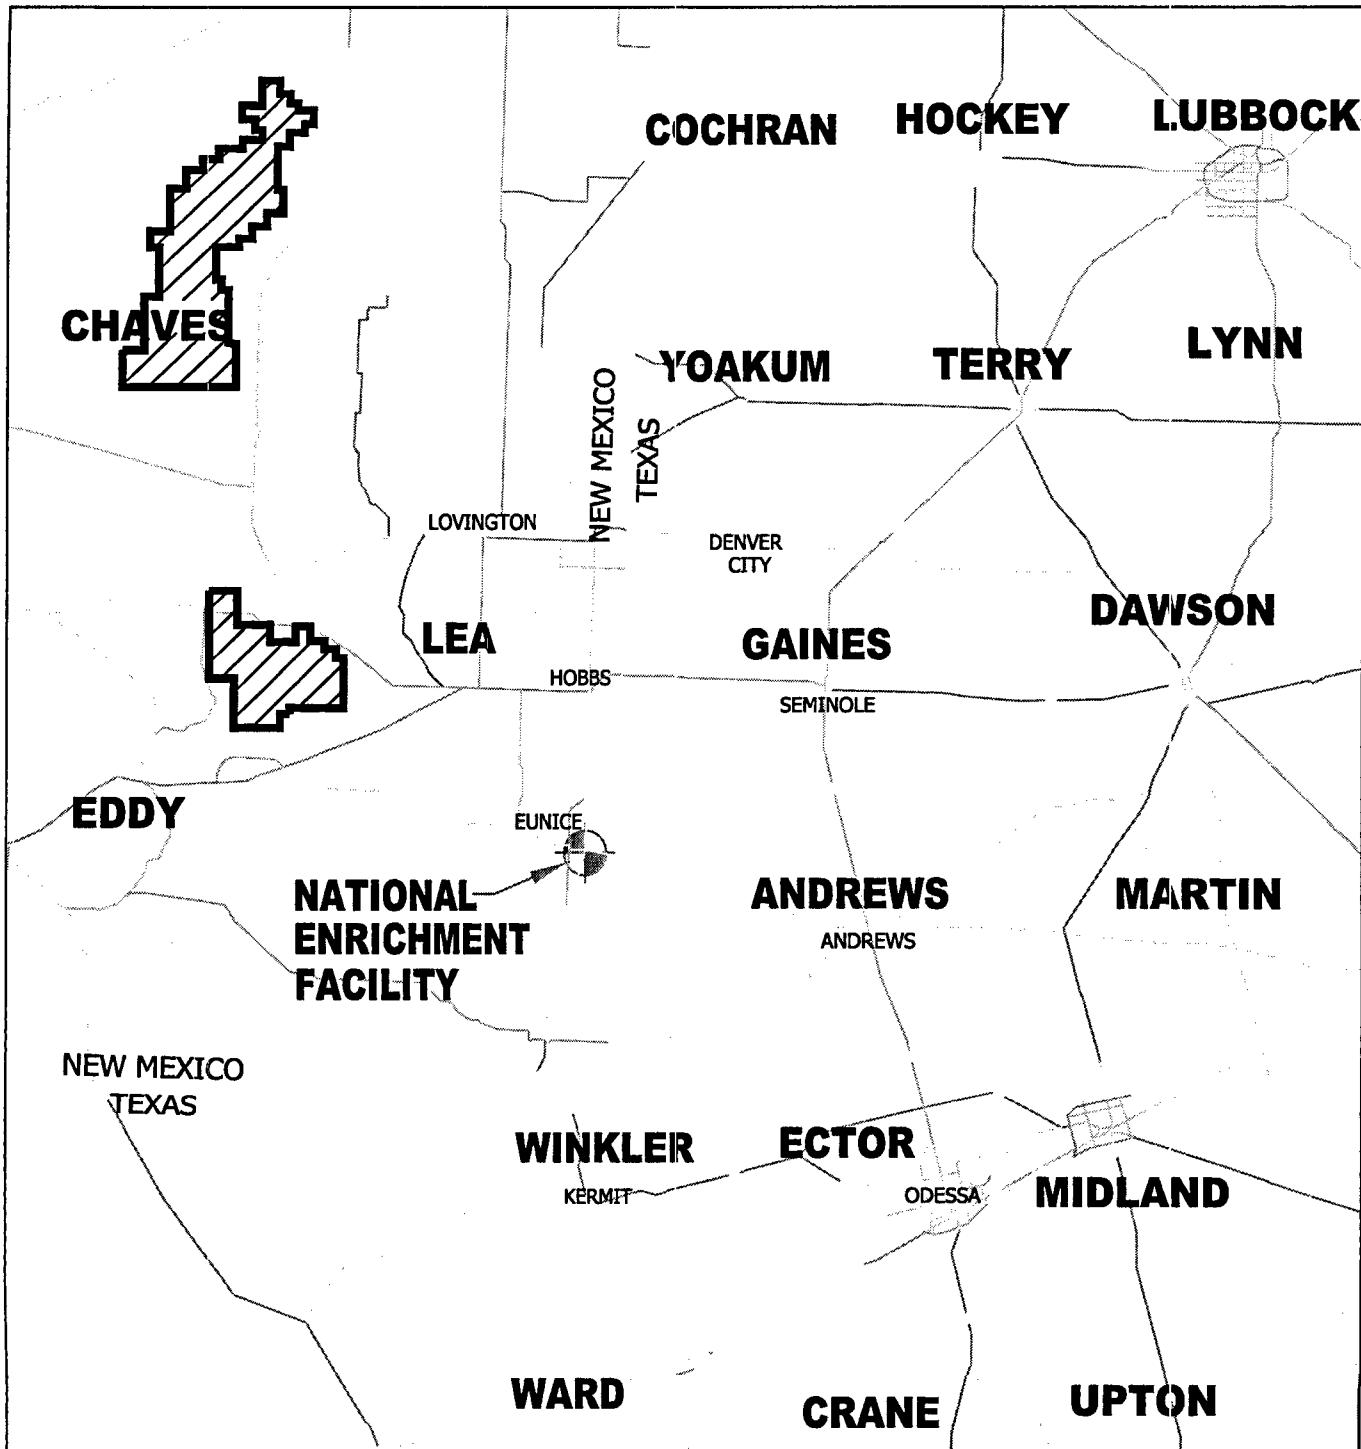 COCHRAN
HOCKEY
LUBBOCK
CHAVES
YOAKUM
TERRY
LYNN
NEW MEXICO
TEXAS
LOVINGTON
DENVER
CITY
LEA
GAINES
DAWSON
HOBBS
SEMINOLE
EDDY
EUNICE
NATIONAL
ENRICHMENT
FACILITY
ANDREWS
ANDREWS
MARTIN
NEW MEXICO
TEXAS
WINKLER
KERMIT
ECTOR
ODESSA
MIDLAND
WARD
CRANE
UPTON